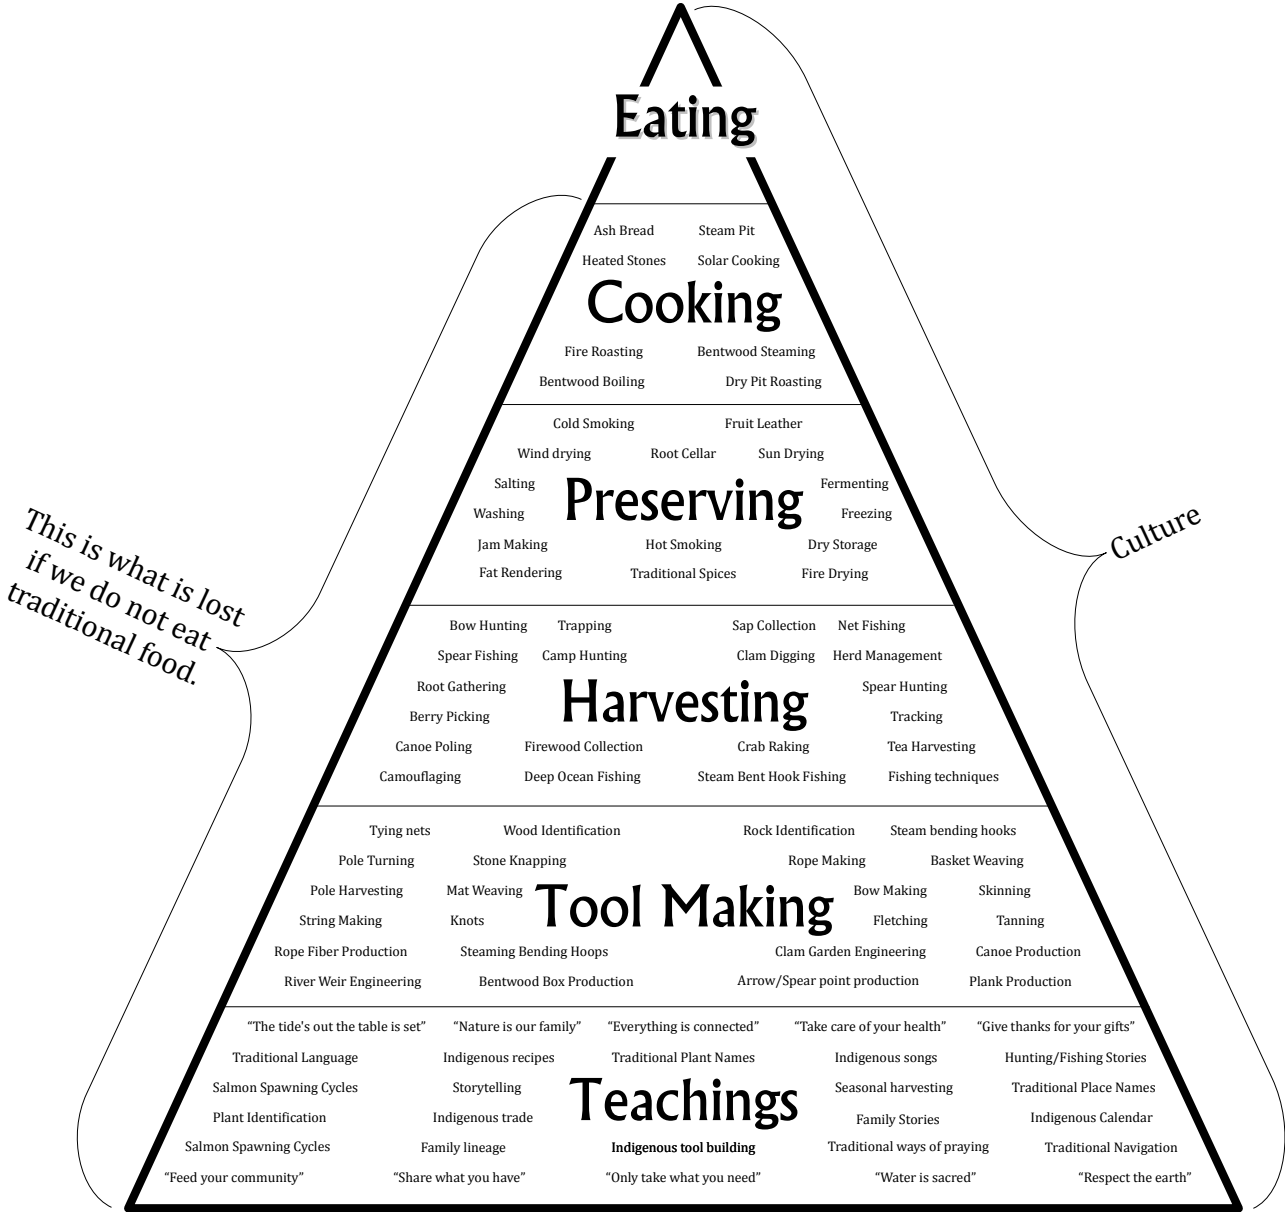 Eating
Ash Bread Steam Pit
Heated Stones Solar Cooking
Cooking
Fire Roasting Bentwood Steaming
Bentwood Boiling Dry Pit Roasting
Cold Smoking Fruit Leather
Wind drying Root Cellar Sun Drying
Salting Fermenting
Preserving
Washing Freezing
Jam Making Hot Smoking Dry Storage
Fat Rendering Traditional Spices Fire Drying
This is what is lost
if we do not eat
traditional food.
Culture
Bow Hunting Trapping Sap Collection Net Fishing
Spear Fishing Camp Hunting Clam Digging Herd Management
Root Gathering Spear Hunting
Harvesting
Berry Picking Tracking
Canoe Poling Firewood Collection Crab Raking Tea Harvesting
Camouflaging Deep Ocean Fishing Steam Bent Hook Fishing Fishing techniques
Tying nets Wood Identification Rock Identification Steam bending hooks
Pole Turning Stone Knapping Rope Making Basket Weaving
Pole Harvesting Mat Weaving Bow Making Skinning
Tool Making
String Making Knots Fletching Tanning
Rope Fiber Production Steaming Bending Hoops Clam Garden Engineering Canoe Production
River Weir Engineering Bentwood Box Production Arrow/Spear point production Plank Production
“The tide's out the table is set” “Nature is our family” “Everything is connected” “Take care of your health” “Give thanks for your gifts”
Traditional Language Indigenous recipes Traditional Plant Names Indigenous songs Hunting/Fishing Stories
Salmon Spawning Cycles Storytelling Seasonal harvesting Traditional Place Names
Teachings
Plant Identification Indigenous trade Family Stories Indigenous Calendar
Salmon Spawning Cycles Family lineage Indigenous tool building Traditional ways of praying Traditional Navigation
“Feed your community” “Share what you have” “Only take what you need” “Water is sacred” “Respect the earth”